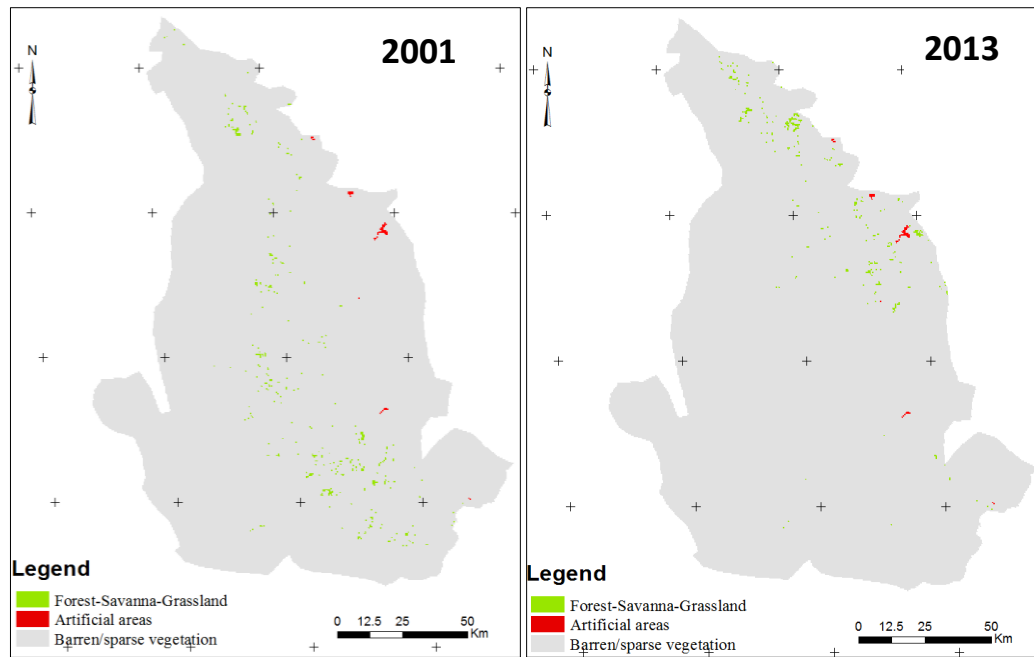 2001
N
Legend
Forest-Savanna-Grassland
Artificial areas
Barren/sparse vegetation
0 12.5 25 50
Km
2013
N
Legend
Forest-Savanna-Grassland
Artificial areas
Barren/sparse vegetation
0 12.5 25 50
Km